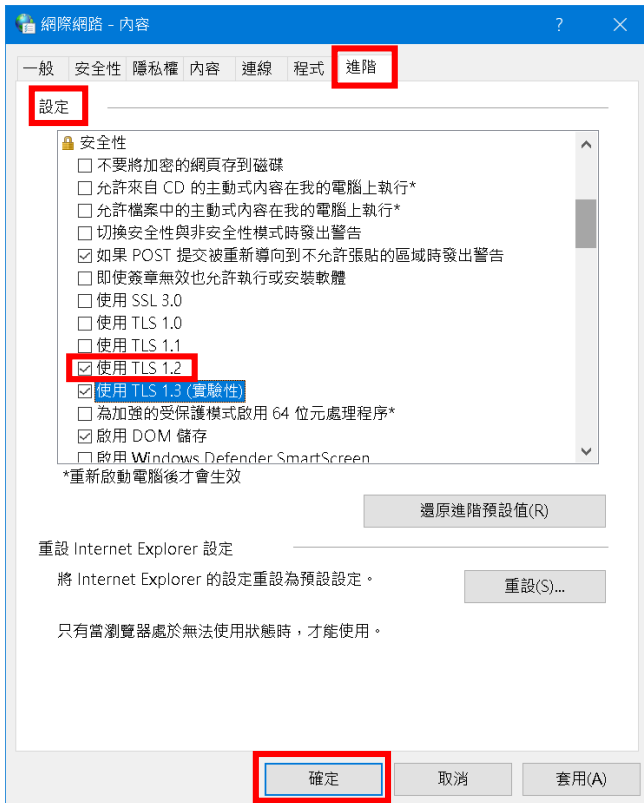 網際網路 - 內容
一般 安全性 隱私權 內容 連線 程式 進階
設定
安全性
不要將加密的網頁存到磁碟
允許來自 CD 的主動式內容在我的電腦上執行*
允許檔案中的主動式內容在我的電腦上執行*
切換安全性與非安全性模式時發出警告
如果 POST 提交被重新導向到不允許張貼的區域時發出警告
即使簽章無效也允許執行或安裝軟體
使用 SSL 3.0
使用 TLS 1.0
使用 TLS 1.1
使用 TLS 1.2
使用 TLS 1.3 (實驗性)
為加強的受保護模式啟用 64 位元處理程序*
啟用 DOM 儲存
啟用 Windows Defender SmartScreen
*重新啟動電腦後才會生效
還原進階預設值(R)
重設 Internet Explorer 設定
將 Internet Explorer 的設定重設為預設設定。
重設(S)...
只有當瀏覽器處於無法使用狀態時，才能使用。
確定 取消 套用(A)